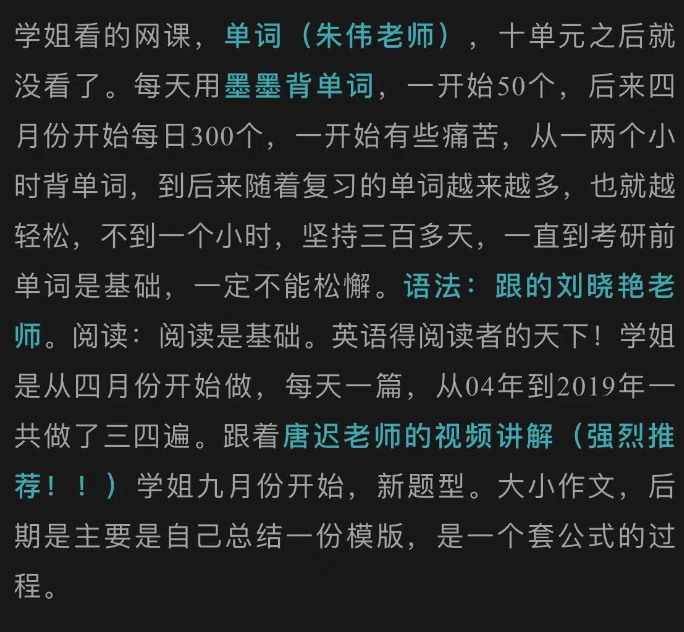 学姐看的网课，单词（朱伟老师），十单元之后就
没看了。每天用墨墨背单词，一开始50个，后来四
月份开始每日300个，一开始有些痛苦，从一两个小
时背单词，到后来随着复习的单词越来越多，也就越
轻松，不到一个小时，坚持三百多天，一直到考研前
单词是基础，一定不能松懈。语法：跟的刘晓艳老
师。阅读：阅读是基础。英语得阅读者的天下！学姐
是从四月份开始做，每天一篇，从04年到2019年一
共做了三四遍。跟着唐迟老师的视频讲解（强烈推
荐！！）学姐九月份开始，新题型。大小作文，后
期是主要是自己总结一份模版，是一个套公式的过
程。